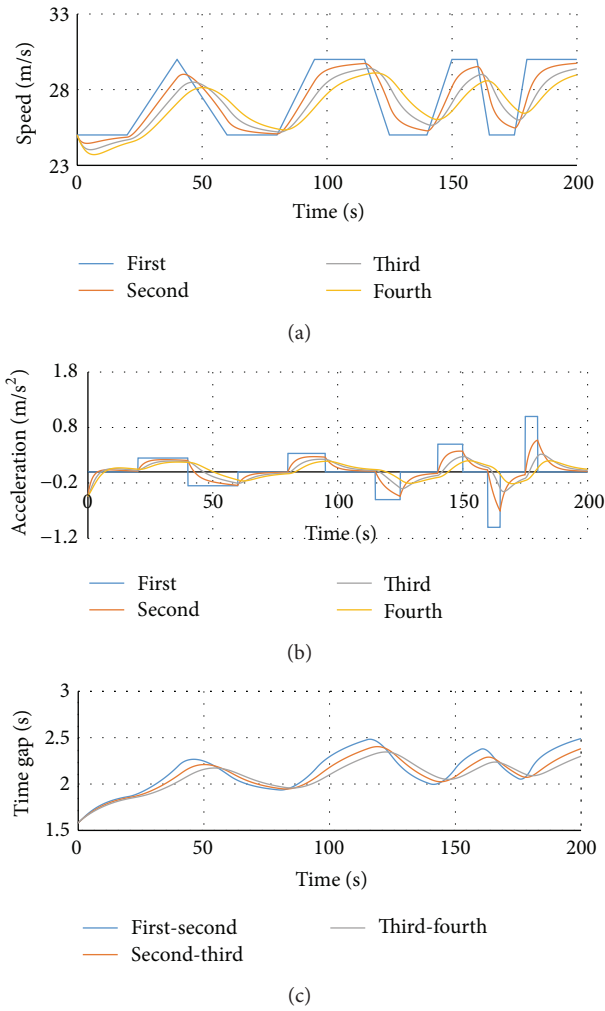 33
28
23
Speed (m/s)
50
100
150
200
Time (s)
First
Third
Second
Fourth
(a)
1.8
0.8
−0.2
−1.2
Acceleration (m/s²)
0
50
100
150
200
Time (s)
First
Third
Second
Fourth
(b)
3
2.5
2
1.5
Time gap (s)
0
50
100
150
200
Time (s)
First-second
Third-fourth
Second-third
(c)